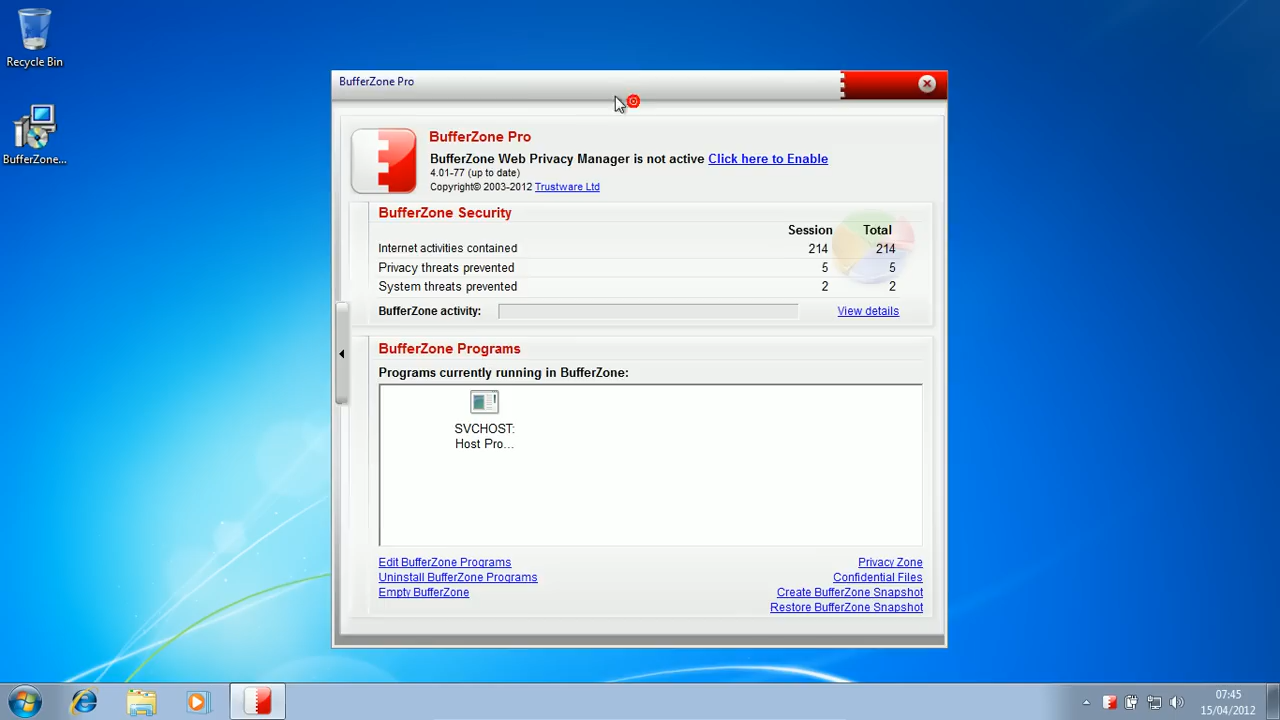 Recycle Bin
BufferZone...
BufferZone Pro
BufferZone Pro
BufferZone Web Privacy Manager is not active Click here to Enable
4.01-77 (up to date)
Copyright© 2003-2012 Trustware Ltd
BufferZone Security
Session Total
Internet activities contained 214 214
Privacy threats prevented 5 5
System threats prevented 2 2
BufferZone activity: View details
BufferZone Programs
Programs currently running in BufferZone:
SVCHOST:
Host Pro...
Edit BufferZone Programs Privacy Zone
Uninstall BufferZone Programs Confidential Files
Empty BufferZone Create BufferZone Snapshot
Restore BufferZone Snapshot
07:45
15/04/2012